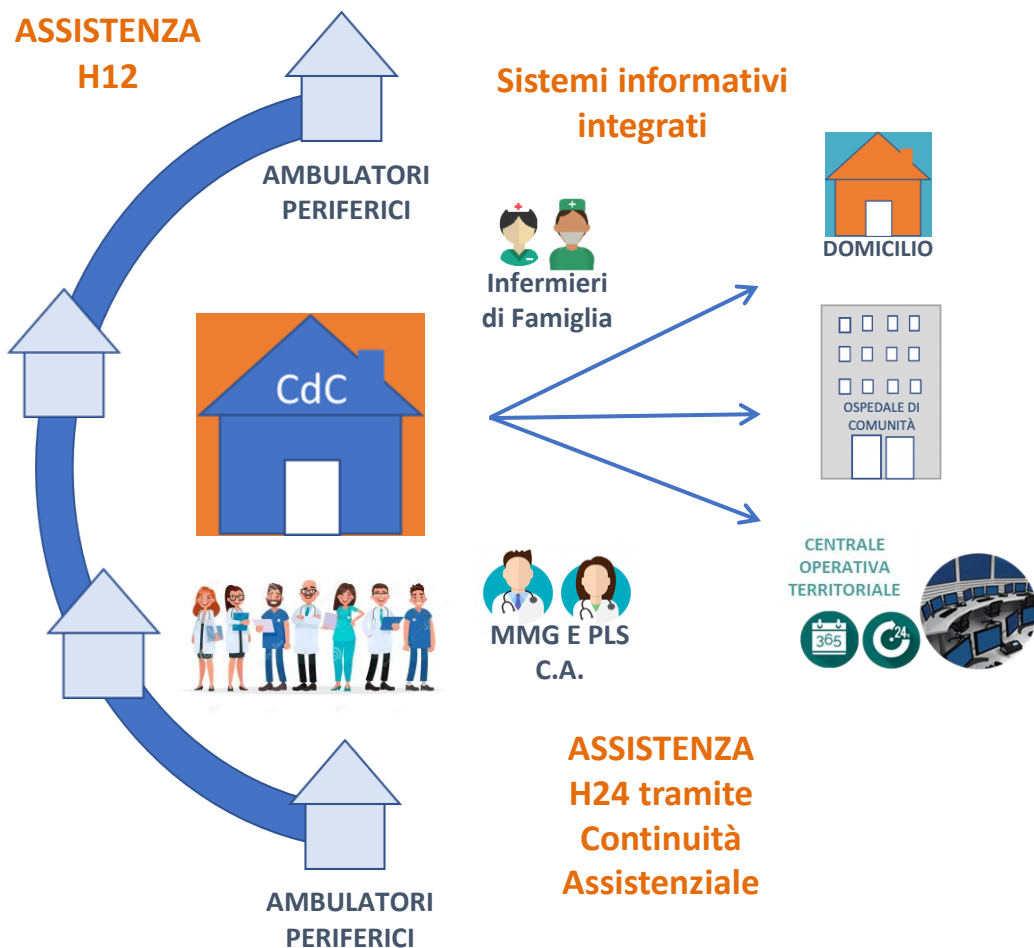 ASSISTENZA
H12
Sistemi informativi
integrati
AMBULATORI
PERIFERICI
DOMICILIO
Infermieri
di Famiglia
CdC
OSPEDALE DI
COMUNITÀ
CENTRALE
OPERATIVA
TERRITORIALE
365
24
MMG E PLS
C.A.
ASSISTENZA
H24 tramite
Continuità
Assistenziale
AMBULATORI
PERIFERICI